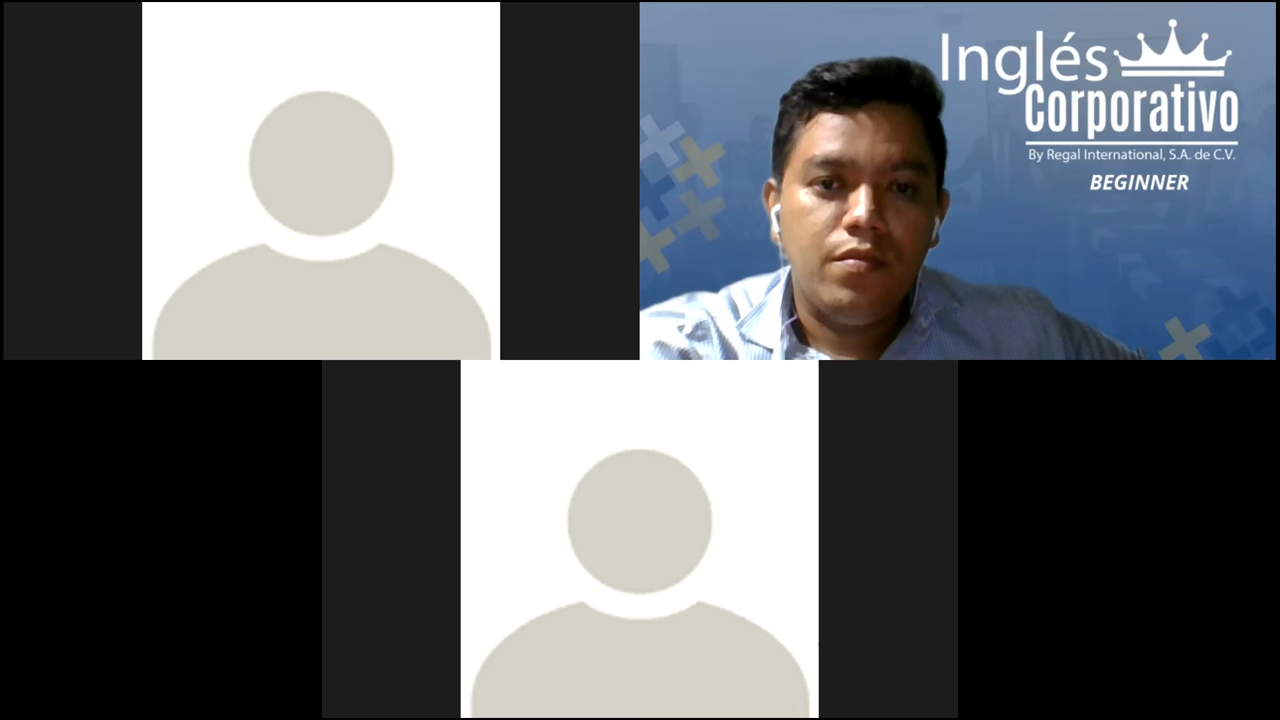 Inglés
Corporativo
By Regal International, S.A. de C.V.
BEGINNER